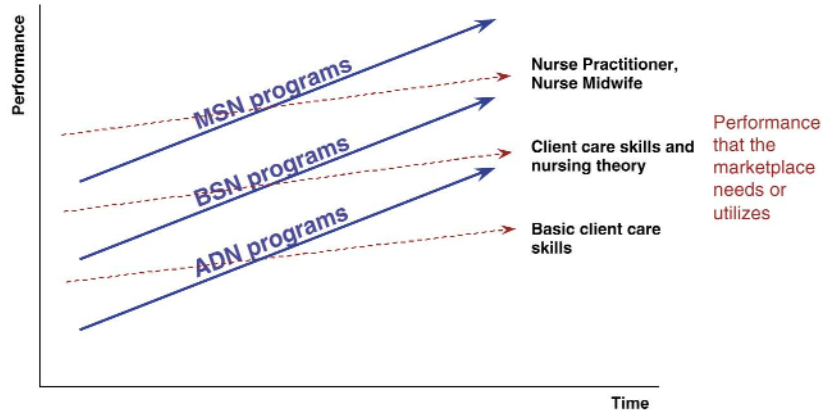 Performance
MSN programs
BSN programs
ADN programs
Nurse Practitioner,
Nurse Midwife
Client care skills and
nursing theory
Basic client care
skills
Performance
that the
marketplace
needs or
utilizes
Time